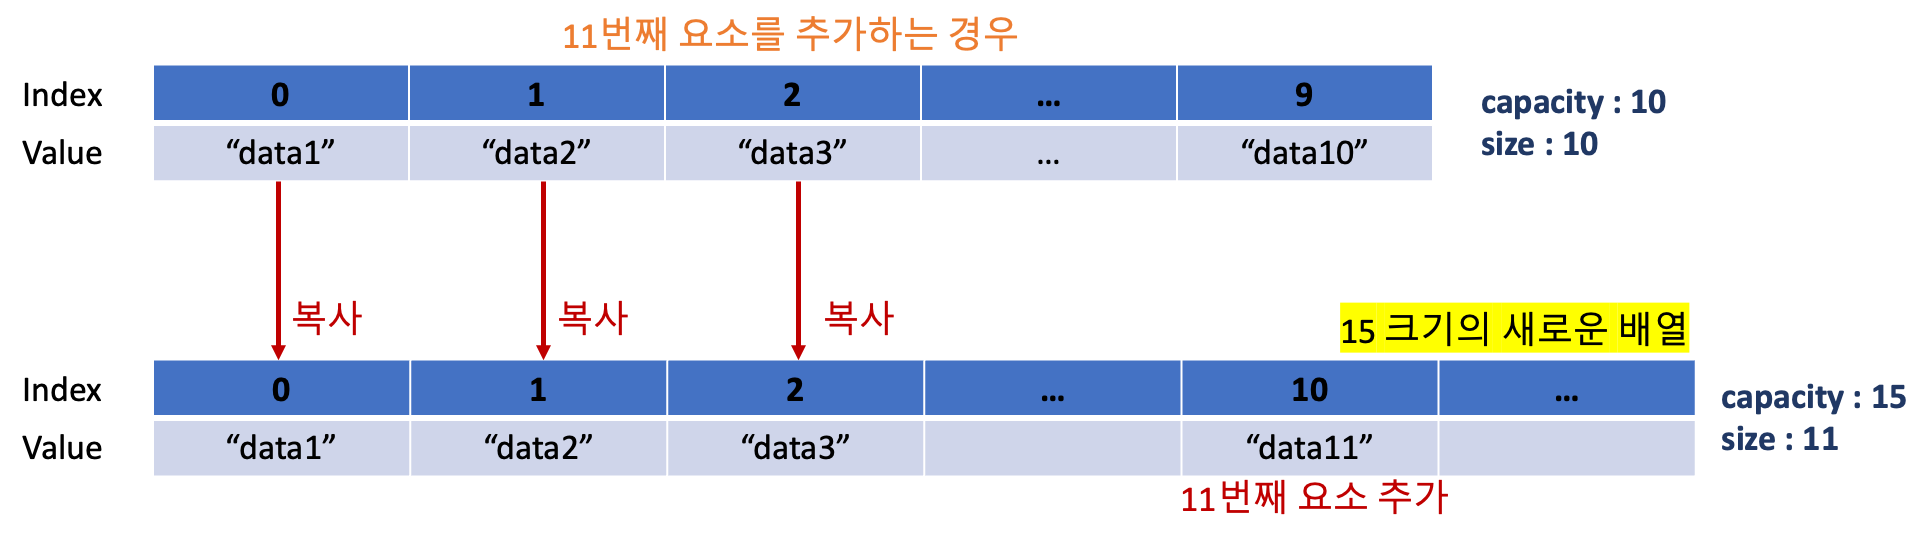 11번째 요소를 추가하는 경우
Index 0 1 2 ... 9
capacity : 10
Value “data1” “data2” “data3” ... “data10”
size : 10
복사 복사 복사
15 크기의 새로운 배열
Index 0 1 2 ... 10 ...
capacity : 15
Value “data1” “data2” “data3” “data11”
size : 11
11번째 요소 추가